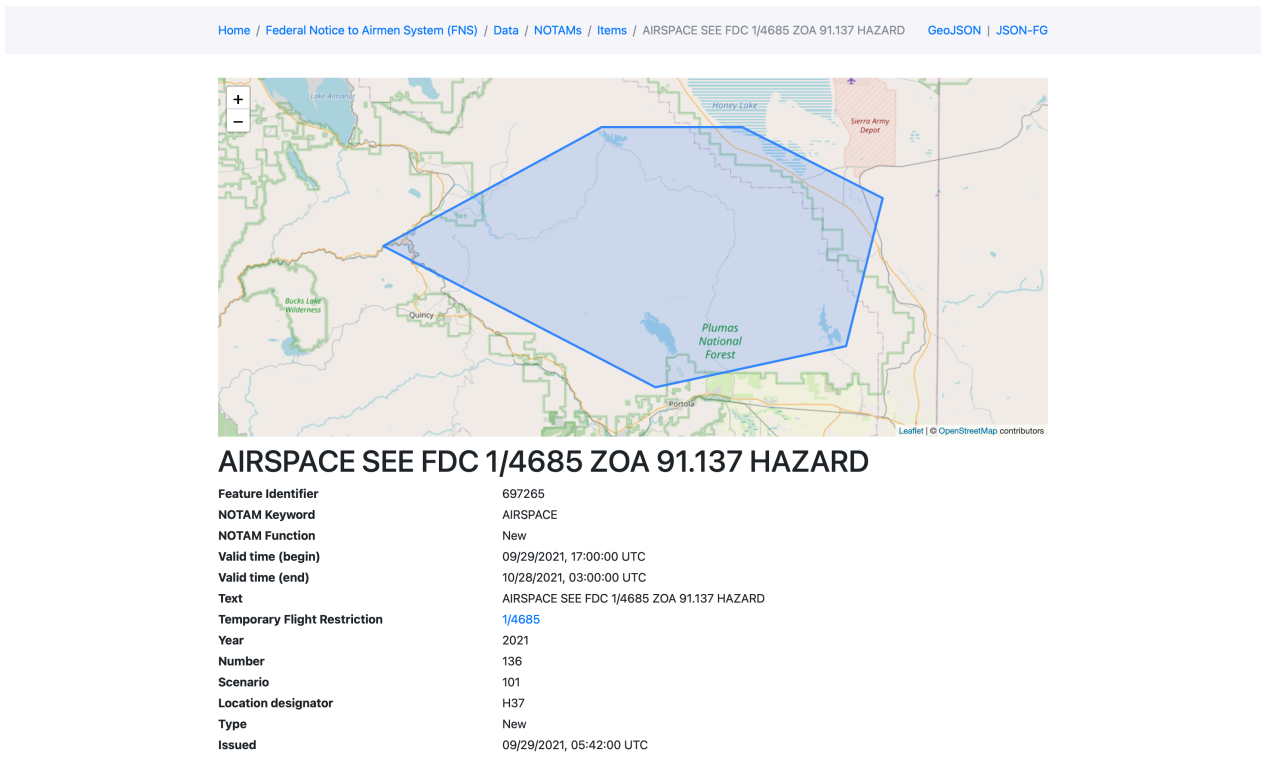 Home / Federal Notice to Airmen System (FNS) / Data / NOTAMs / Items / AIRSPACE SEE FDC 1/4685 ZOA 91.137 HAZARD GeoJSON | JSON-FG
+
−
Lake Almanor
Honey Lake
Sierra Army
Depot
Bucks Lake
Wilderness
Quincy
Plumas
National
Forest
Portola
Leaflet | © OpenStreetMap contributors
AIRSPACE SEE FDC 1/4685 ZOA 91.137 HAZARD
Feature Identifier 697265
NOTAM Keyword AIRSPACE
NOTAM Function New
Valid time (begin) 09/29/2021, 17:00:00 UTC
Valid time (end) 10/28/2021, 03:00:00 UTC
Text AIRSPACE SEE FDC 1/4685 ZOA 91.137 HAZARD
Temporary Flight Restriction 1/4685
Year 2021
Number 136
Scenario 101
Location designator H37
Type New
Issued 09/29/2021, 05:42:00 UTC